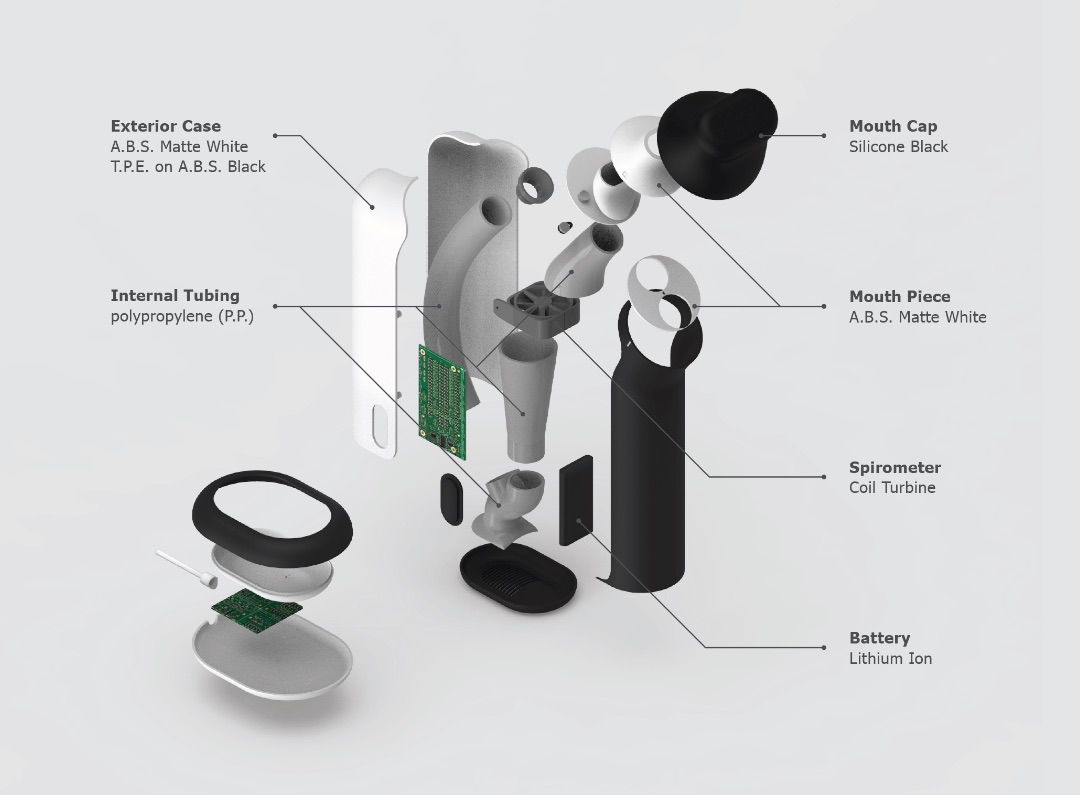 Exterior Case
A.B.S. Matte White
T.P.E. on A.B.S. Black
Internal Tubing
polypropylene (P.P.)
Mouth Cap
Silicone Black
Mouth Piece
A.B.S. Matte White
Spirometer
Coil Turbine
Battery
Lithium Ion